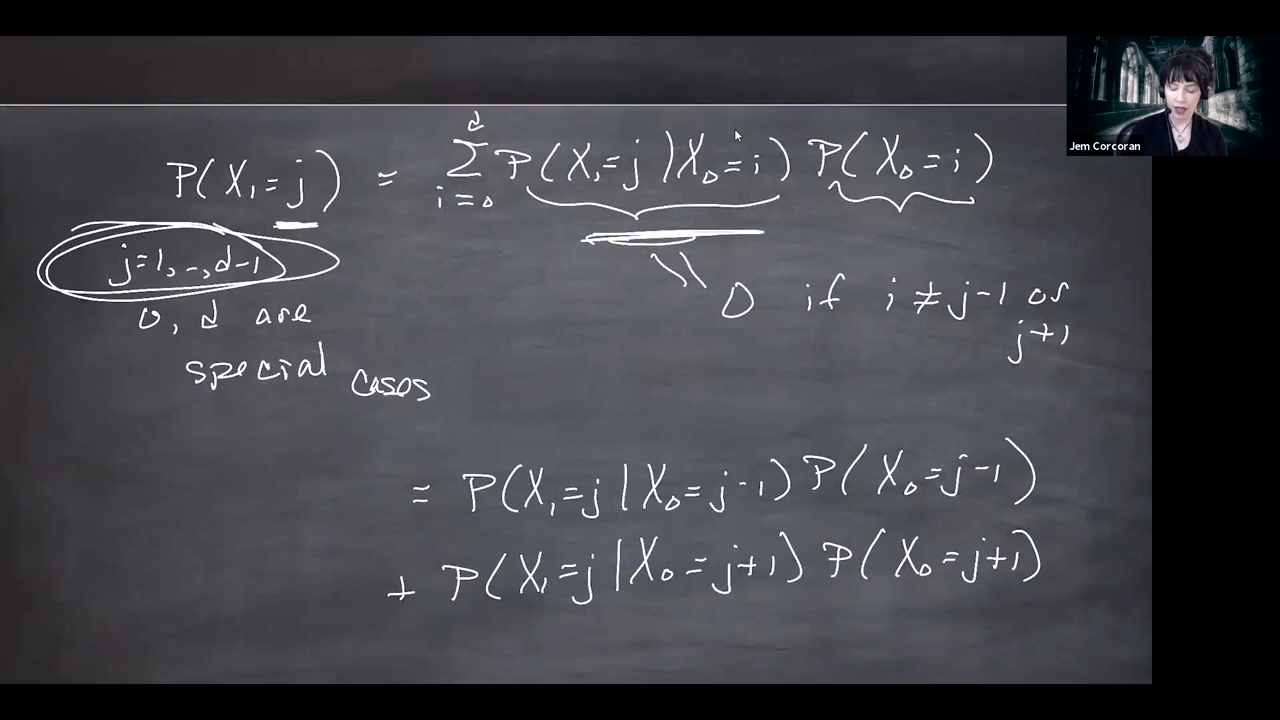 Jem Corcoran
P(X₁=j) = ∑_{i=0}^{d} P(X₁=j|X₀=i) P(X₀=i)
j=1,-,d-1
0, d are
special cases
0 if i ≠ j-1 or
j+1
= P(X₁=j|X₀=j-1) P(X₀=j-1)
+ P(X₁=j|X₀=j+1) P(X₀=j+1)